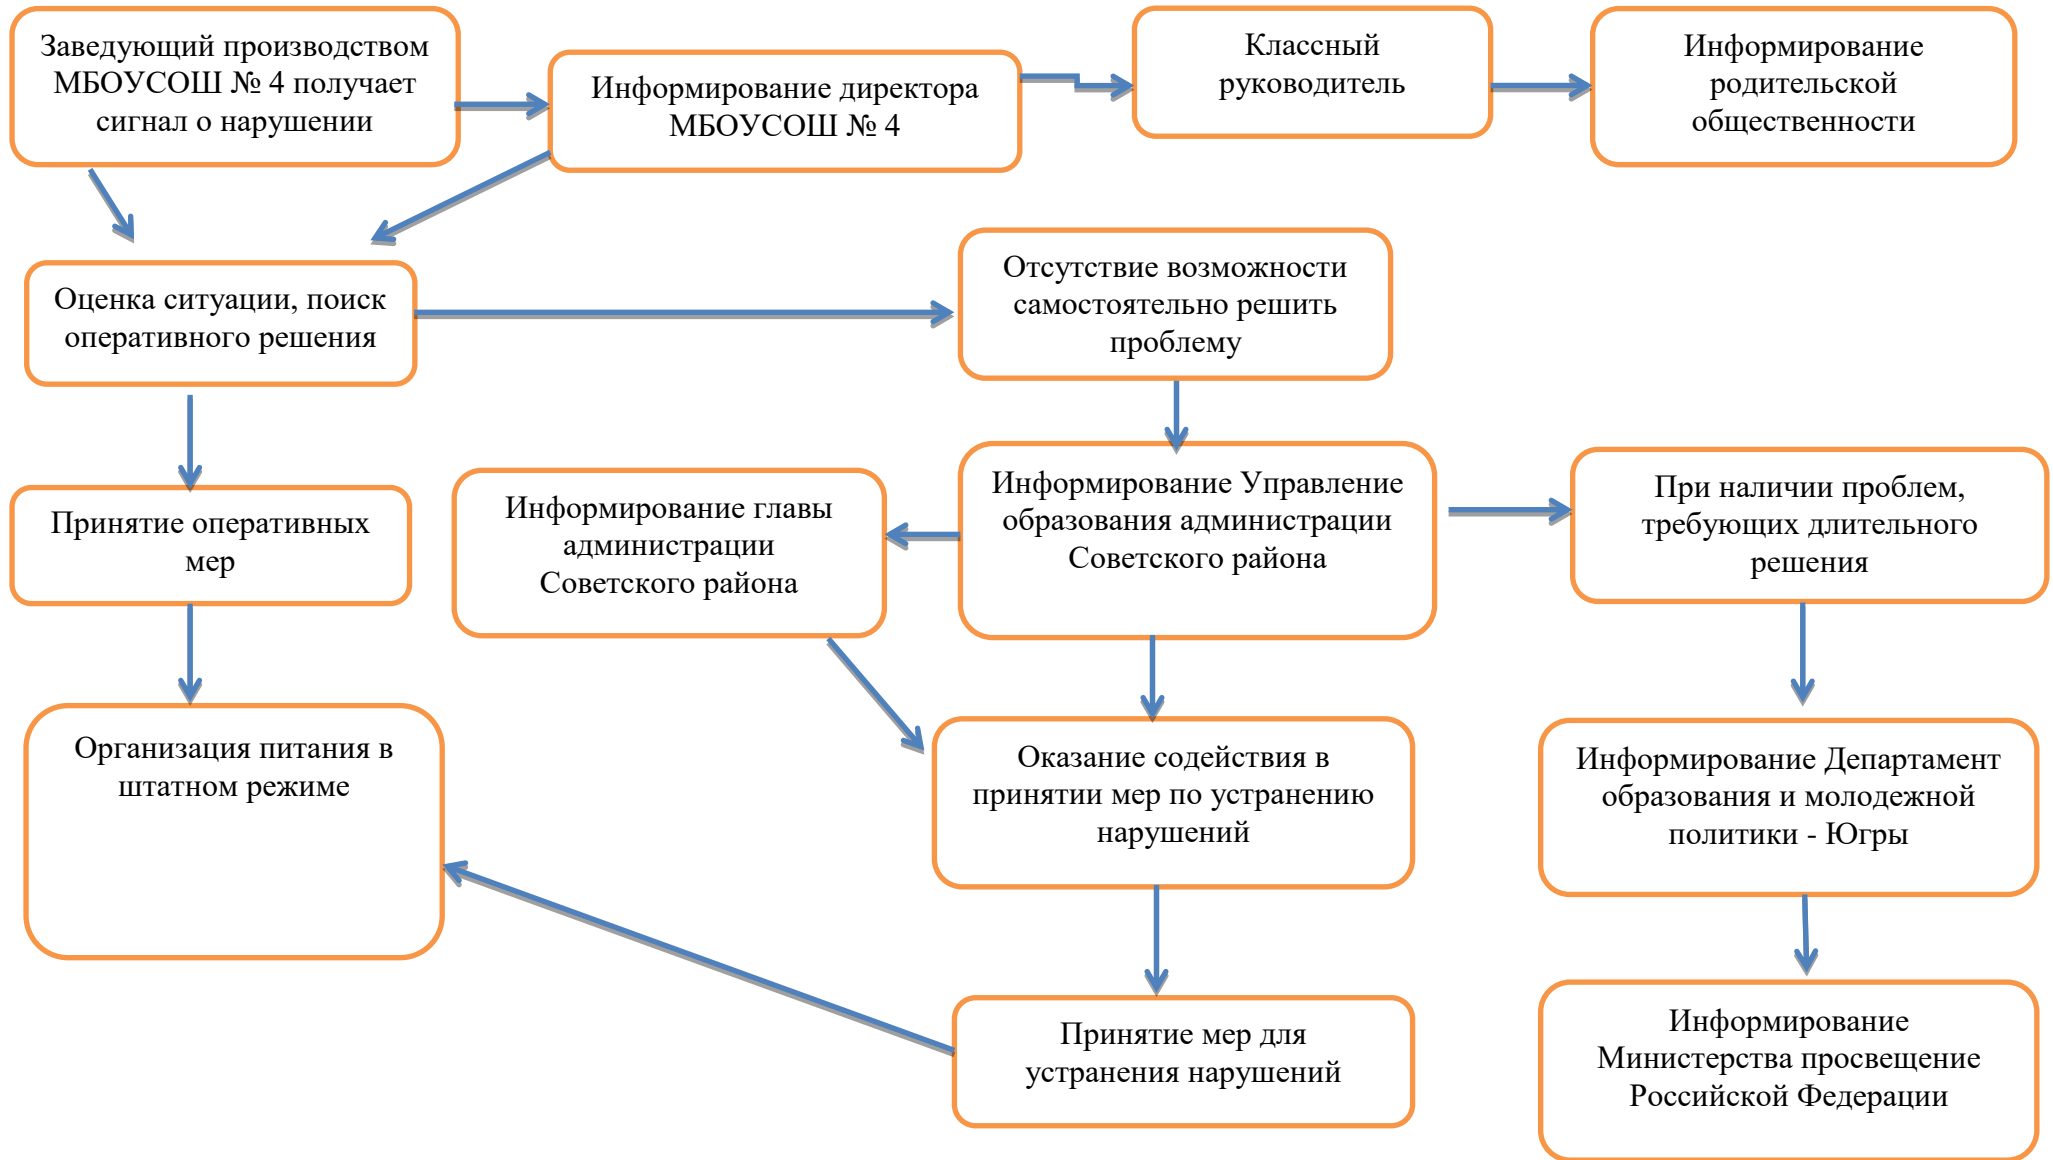 Заведующий производством
МБОУСОШ № 4 получает
сигнал о нарушении
Информирование директора
МБОУСОШ № 4
Классный
руководитель
Информирование
родительской
общественности
Оценка ситуации, поиск
оперативного решения
Отсутствие возможности
самостоятельно решить
проблему
Принятие оперативных
мер
Информирование главы
администрации
Советского района
Информирование Управление
образования администрации
Советского района
При наличии проблем,
требующих длительного
решения
Организация питания в
штатном режиме
Оказание содействия в
принятии мер по устранению
нарушений
Информирование Департамент
образования и молодежной
политики - Югры
Принятие мер для
устранения нарушений
Информирование
Министерства просвещение
Российской Федерации